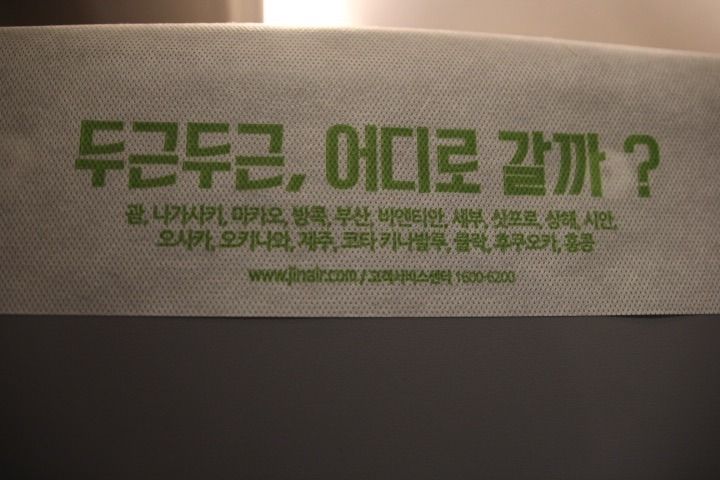 두근두근, 어디로 갈까 ?
괌, 나가사키, 마카오, 방콕, 부산, 비엔티안, 세부, 삿포로, 상해, 시안,
오사카, 오키나와, 제주, 코타 키나발루, 클락, 후쿠오카, 홍콩
www.jinair.com / 고객서비스센터 1600-6200